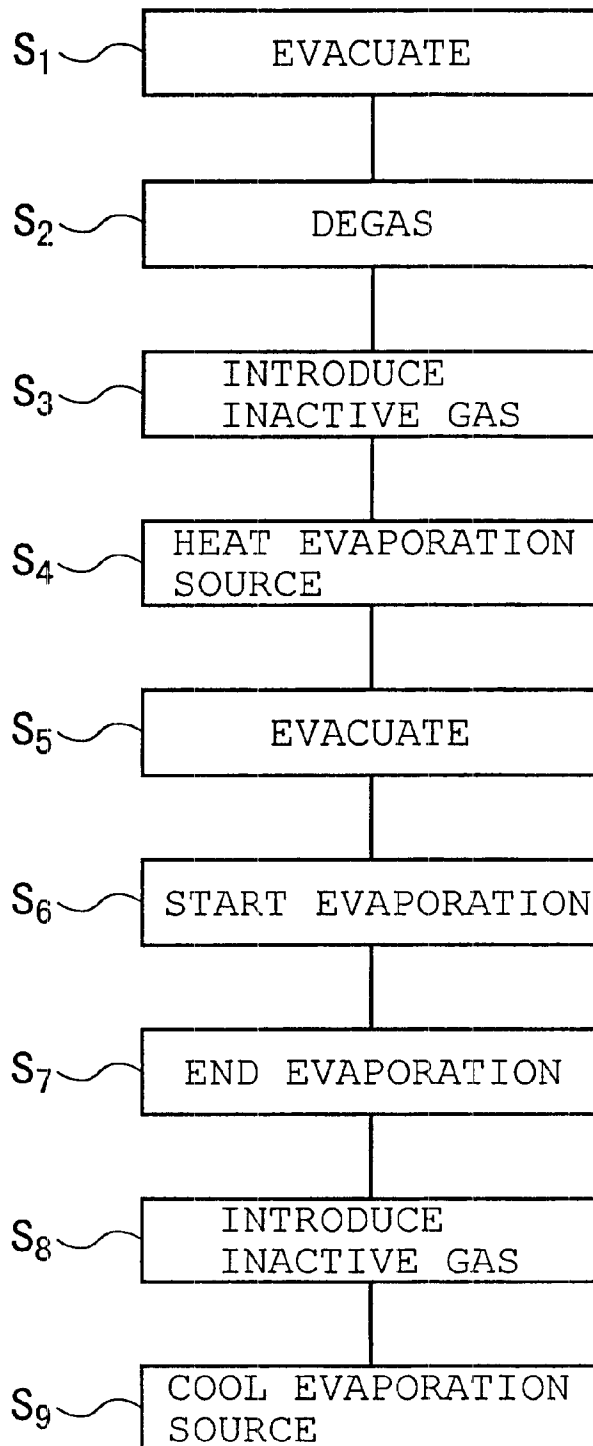 S1 EVACUATE
S2 DEGAS
S3 INTRODUCE
INACTIVE GAS
S4 HEAT EVAPORATION
SOURCE
S5 EVACUATE
S6 START EVAPORATION
S7 END EVAPORATION
S8 INTRODUCE
INACTIVE GAS
S9 COOL EVAPORATION
SOURCE